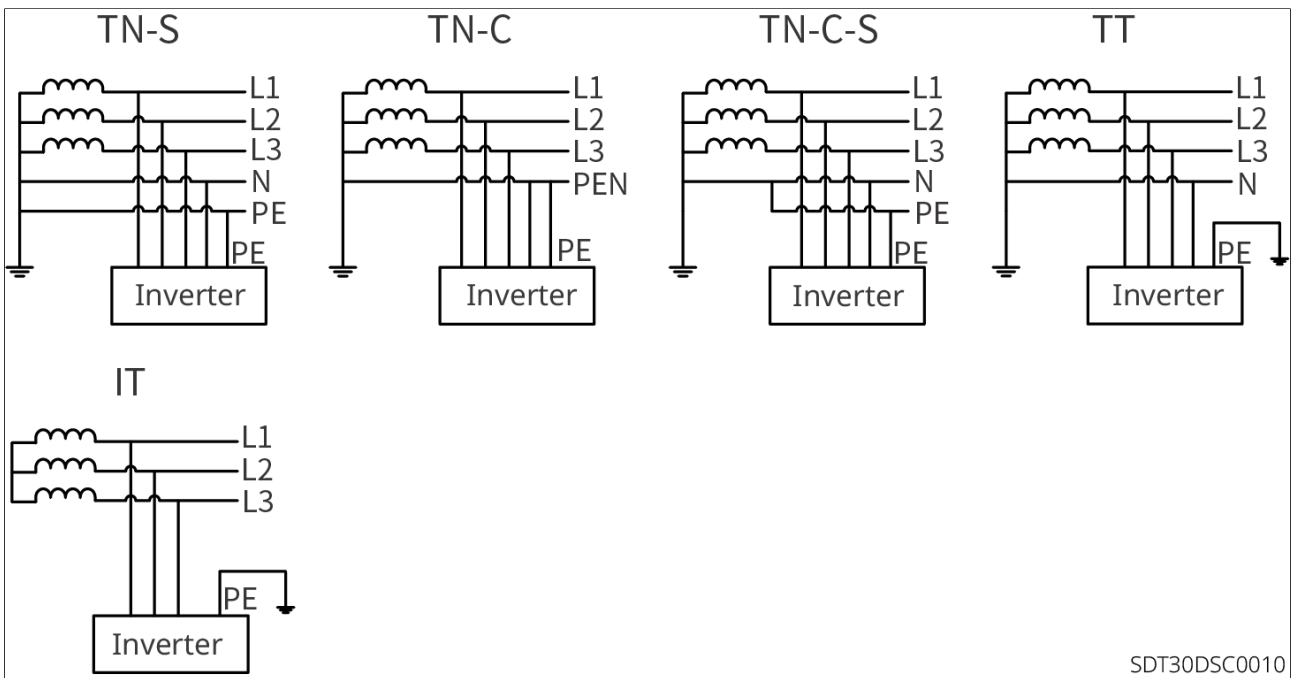 TN-S
L1
L2
L3
N
PE
PE
Inverter
TN-C
L1
L2
L3
PEN
PE
Inverter
TN-C-S
L1
L2
L3
N
PE
PE
Inverter
TT
L1
L2
L3
N
PE
Inverter
IT
L1
L2
L3
PE
Inverter
SDT30DSC0010